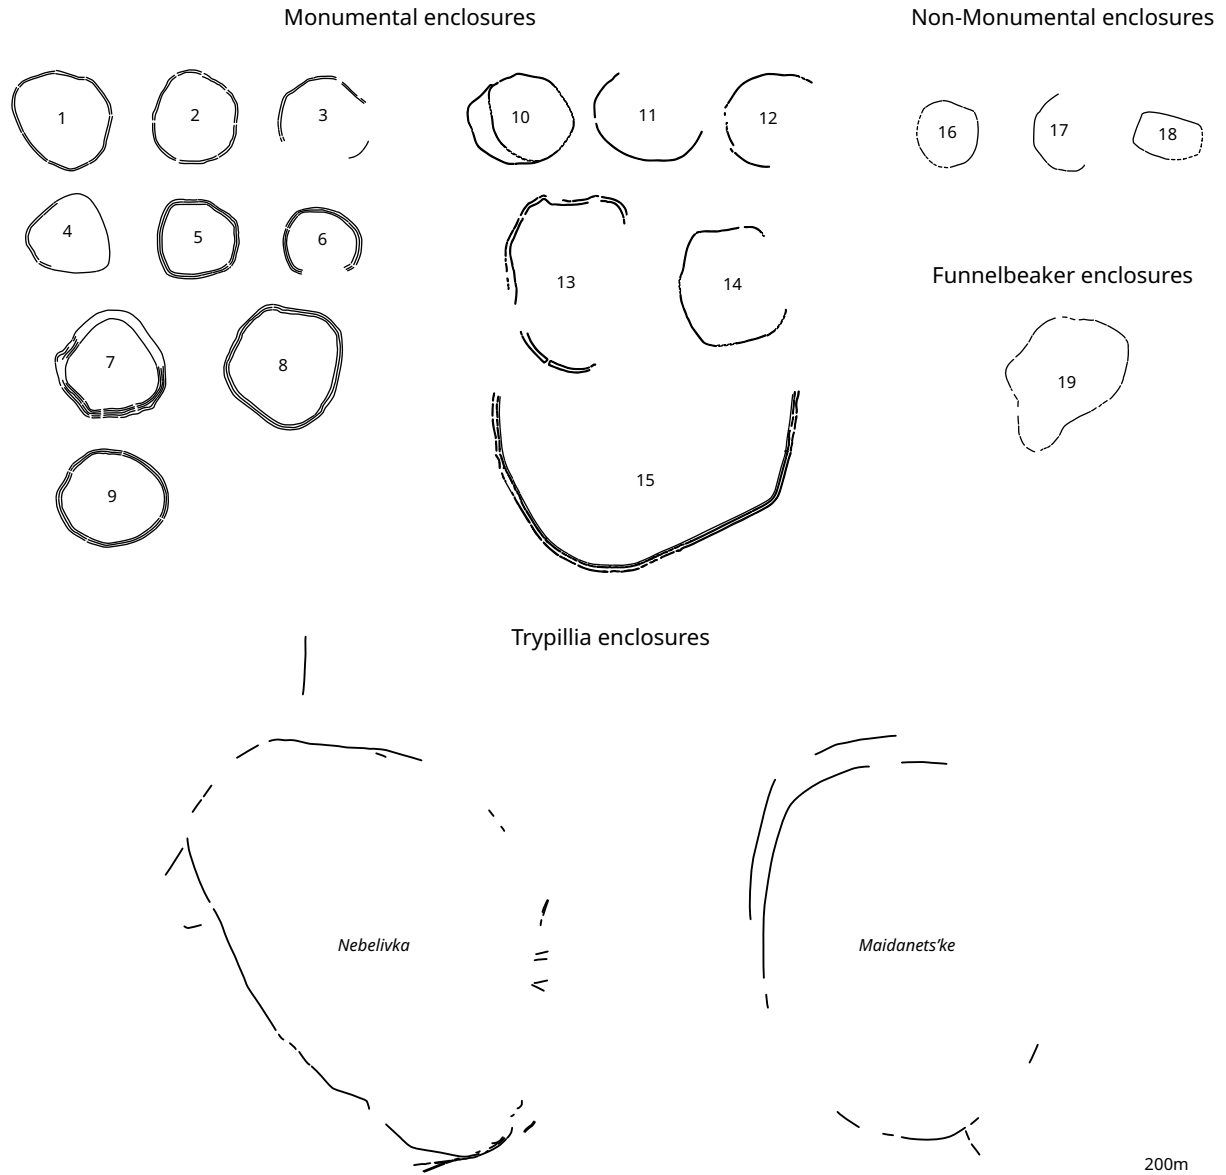 Monumental enclosures
Non-Monumental enclosures
1
2
3
10
11
12
16
17
18
4
5
6
13
14
Funnelbeaker enclosures
7
8
19
9
15
Trypillia enclosures
Nebelivka
Maidanets'ke
200m